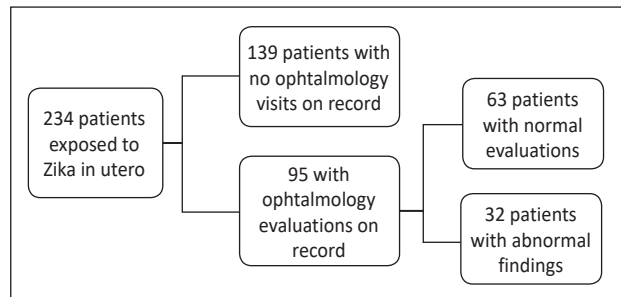 234 patients
exposed to
Zika in utero
139 patients with
no ophtalmology
visits on record
95 with
ophtalmology
evaluations on
record
63 patients
with normal
evaluations
32 patients
with abnormal
findings